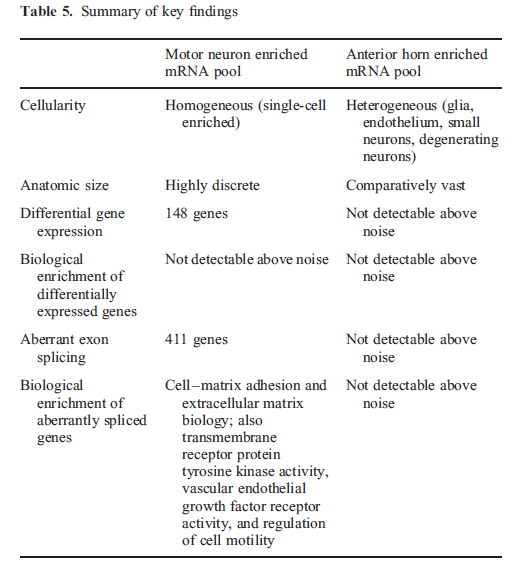 Table 5. Summary of key findings
Motor neuron enriched mRNA pool
Anterior horn enriched mRNA pool
Cellularity
Homogeneous (single-cell enriched)
Heterogeneous (glia, endothelium, small neurons, degenerating neurons)
Anatomic size
Highly discrete
Comparatively vast
Differential gene expression
148 genes
Not detectable above noise
Biological enrichment of differentially expressed genes
Not detectable above noise
Not detectable above noise
Aberrant exon splicing
411 genes
Not detectable above noise
Biological enrichment of aberrantly spliced genes
Cell−matrix adhesion and extracellular matrix biology; also transmembrane receptor protein tyrosine kinase activity, vascular endothelial growth factor receptor activity, and regulation of cell motility
Not detectable above noise